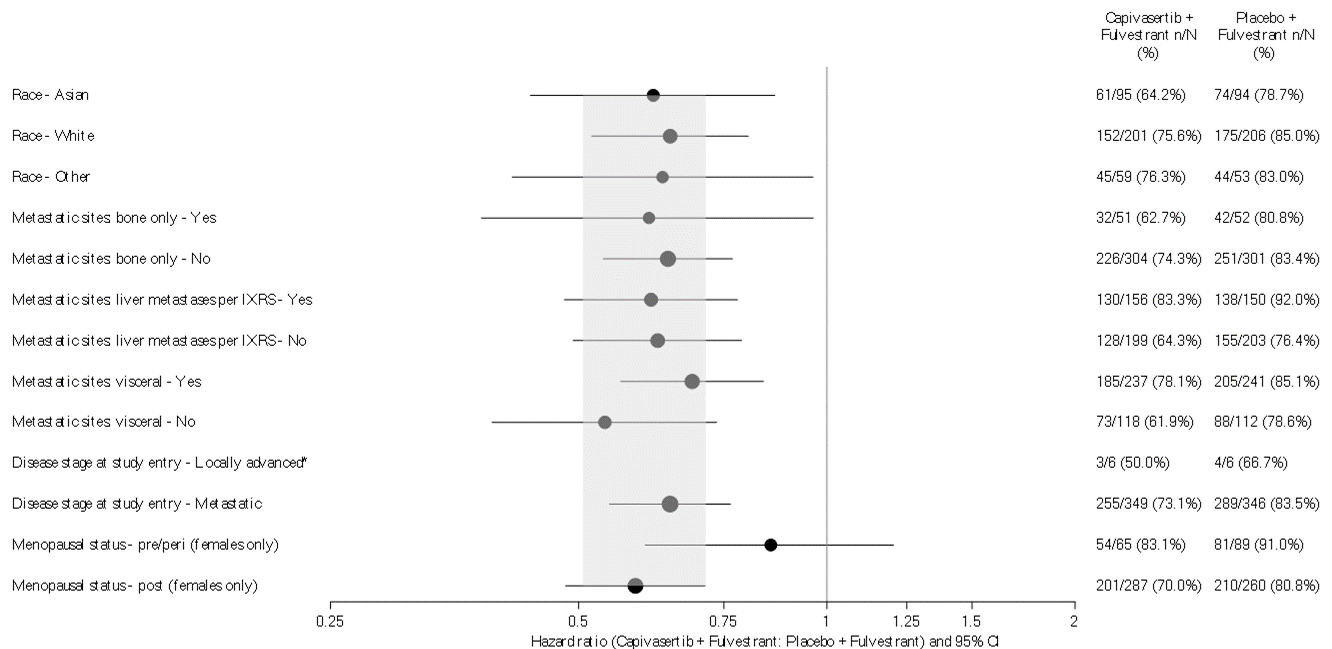 Capivasertib + Placebo +
Fulvestrant n/N Fulvestrant n/N
(%) (%)
Race - Asian 61/95 (64.2%) 74/94 (78.7%)
Race - White 152/201 (75.6%) 175/206 (85.0%)
Race - Other 45/59 (76.3%) 44/53 (83.0%)
Metastatic sites: bone only - Yes 32/51 (62.7%) 42/52 (80.8%)
Metastatic sites: bone only - No 226/304 (74.3%) 251/301 (83.4%)
Metastatic sites: liver metastases per IXRS - Yes 130/156 (83.3%) 138/150 (92.0%)
Metastatic sites: liver metastases per IXRS - No 128/199 (64.3%) 155/203 (76.4%)
Metastatic sites: visceral - Yes 185/237 (78.1%) 205/241 (85.1%)
Metastatic sites: visceral - No 73/118 (61.9%) 88/112 (78.6%)
Disease stage at study entry - Locally advanced* 3/6 (50.0%) 4/6 (66.7%)
Disease stage at study entry - Metastatic 255/349 (73.1%) 289/346 (83.5%)
Menopausal status - pre/peri (females only) 54/65 (83.1%) 81/89 (91.0%)
Menopausal status - post (females only) 201/287 (70.0%) 210/260 (80.8%)
0.25 0.5 0.75 1 1.25 1.5 2
Hazard ratio (Capivasertib + Fulvestrant: Placebo + Fulvestrant) and 95% CI